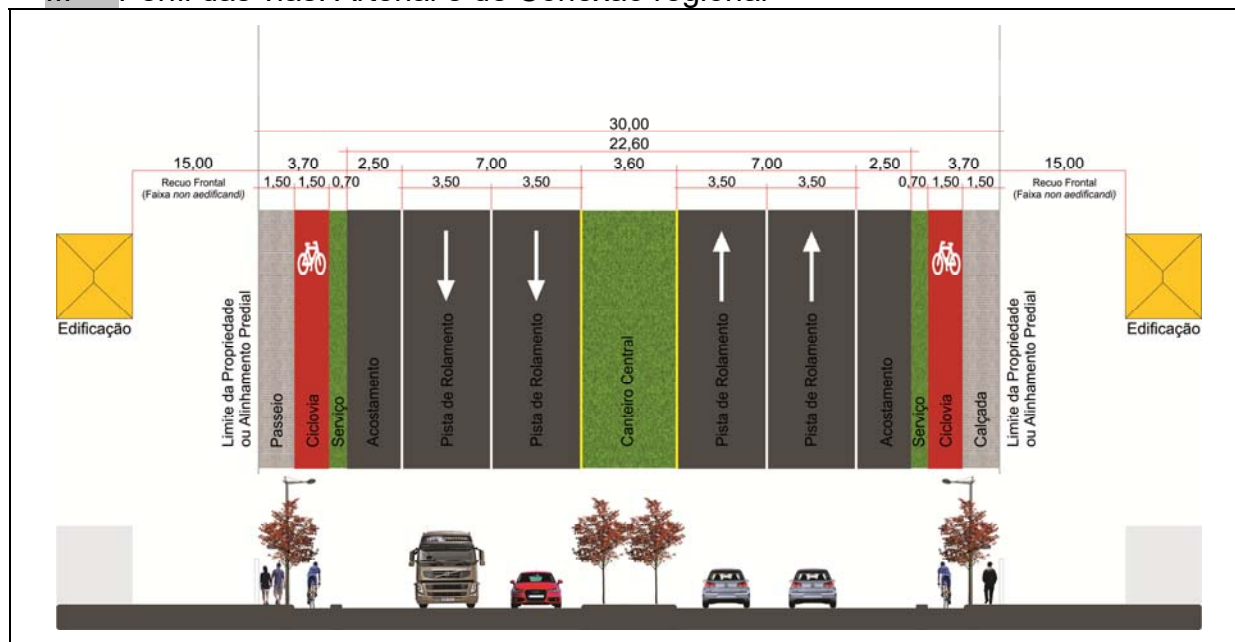 Perfil das vias: Arterial e de Conexão regional
30,00
22,60
15,00 3,70 2,50 7,00 3,60 7,00 2,50 3,70 15,00
Recuo Frontal
(Faixa non aedificandi)
1,50 1,50 0,70 3,50 3,50 3,50 3,50 0,70 1,50 1,50
Recuo Frontal
(Faixa non aedificandi)
Edificação
Limite da Propriedade
ou Alinhamento Predial
Passeio
Ciclovia
Serviço
Acostamento
Pista de Rolamento
Pista de Rolamento
Canteiro Central
Pista de Rolamento
Pista de Rolamento
Acostamento
Serviço
Ciclovia
Calçada
Limite da Propriedade
ou Alinhamento Predial
Edificação